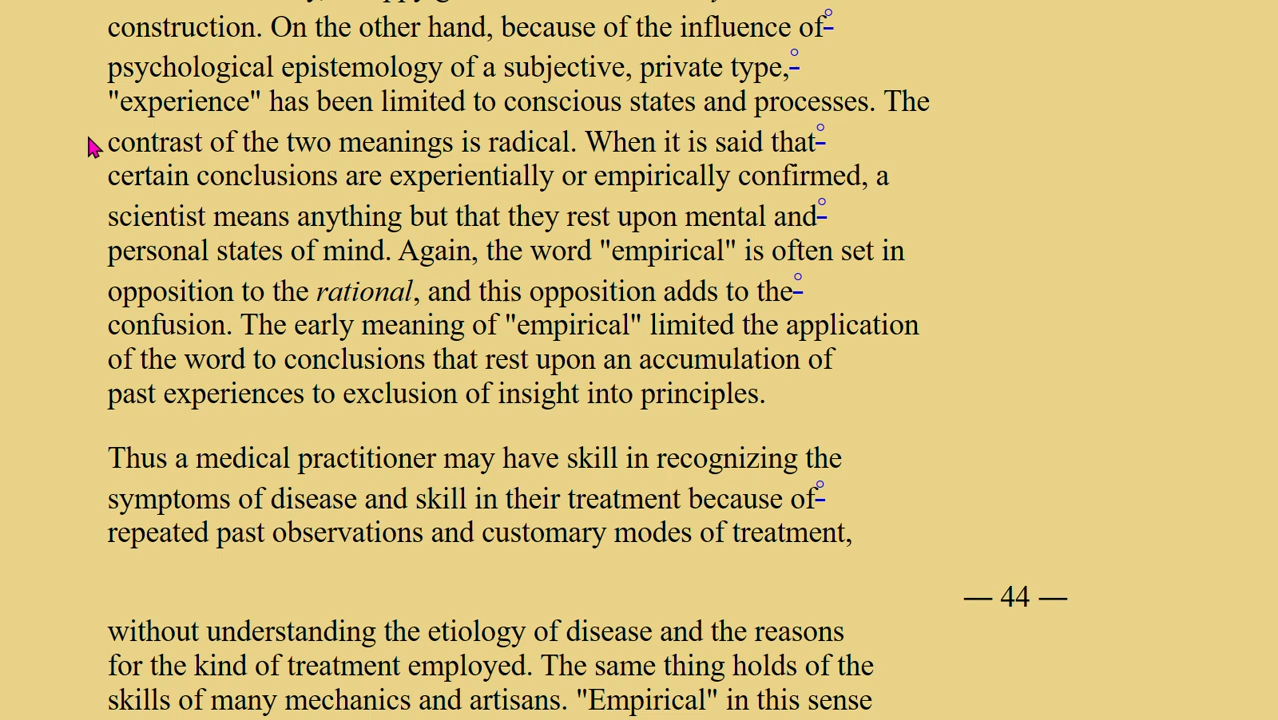 construction. On the other hand, because of the influence of°
psychological epistemology of a subjective, private type,°
"experience" has been limited to conscious states and processes. The
contrast of the two meanings is radical. When it is said that°
certain conclusions are experientially or empirically confirmed, a
scientist means anything but that they rest upon mental and°
personal states of mind. Again, the word "empirical" is often set in
opposition to the rational, and this opposition adds to the°
confusion. The early meaning of "empirical" limited the application
of the word to conclusions that rest upon an accumulation of
past experiences to exclusion of insight into principles.
Thus a medical practitioner may have skill in recognizing the
symptoms of disease and skill in their treatment because of°
repeated past observations and customary modes of treatment,
— 44 —
without understanding the etiology of disease and the reasons
for the kind of treatment employed. The same thing holds of the
skills of many mechanics and artisans. "Empirical" in this sense